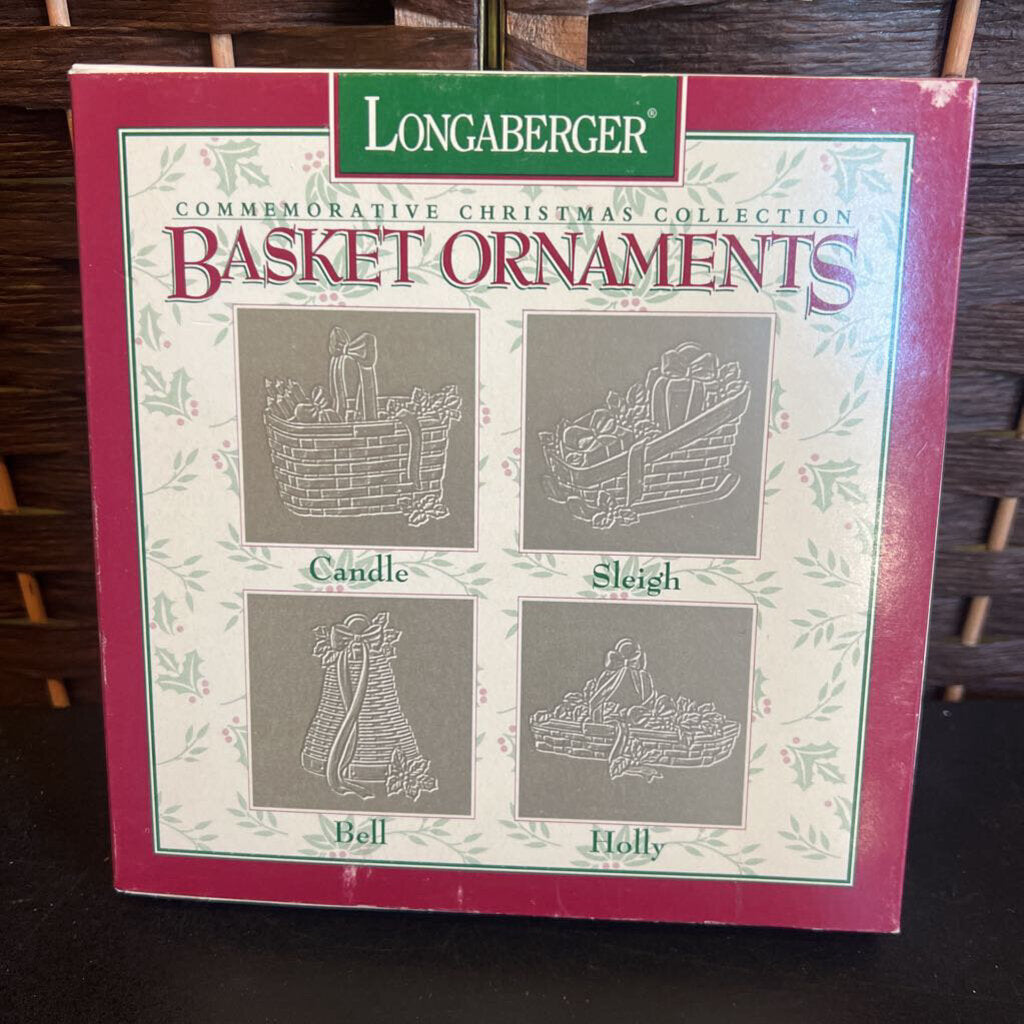 LONGABERGER®
COMMEMORATIVE CHRISTMAS COLLECTION
BASKET ORNAMENTS
Candle
Sleigh
Bell
Holly